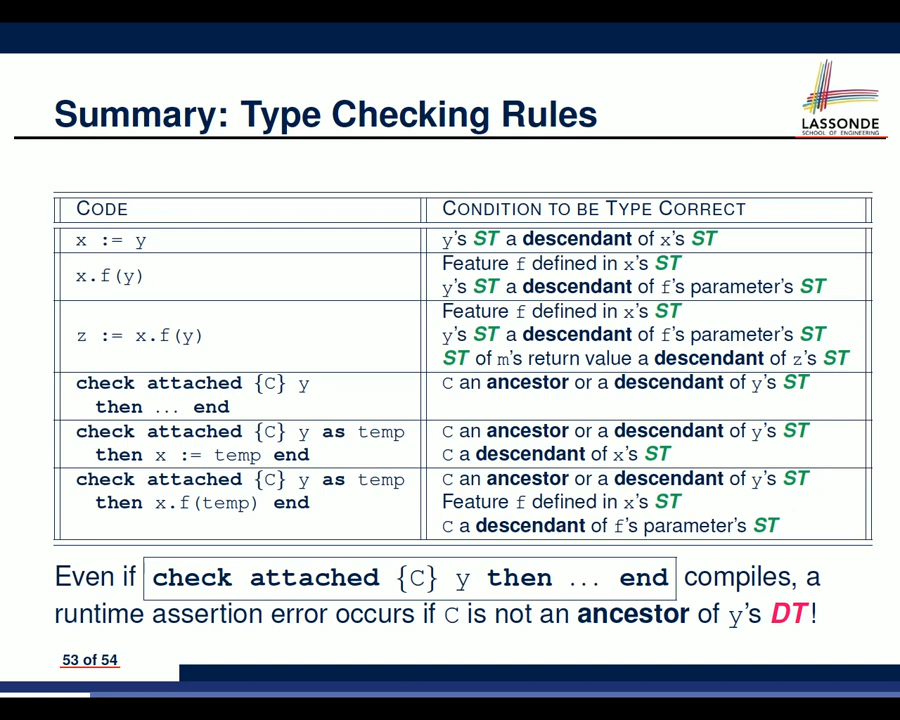 Summary: Type Checking Rules
LASSONDE
SCHOOL OF ENGINEERING
CODE
CONDITION TO BE TYPE CORRECT
x := y
y's ST a descendant of x's ST
x.f(y)
Feature f defined in x's ST
y's ST a descendant of f's parameter's ST
z := x.f(y)
Feature f defined in x's ST
y's ST a descendant of f's parameter's ST
ST of m's return value a descendant of z's ST
check attached {C} y
then ... end
C an ancestor or a descendant of y's ST
check attached {C} y as temp
then x := temp end
C an ancestor or a descendant of y's ST
C a descendant of x's ST
check attached {C} y as temp
then x.f(temp) end
C an ancestor or a descendant of y's ST
Feature f defined in x's ST
C a descendant of f's parameter's ST
Even if check attached {C} y then ... end compiles, a
runtime assertion error occurs if C is not an ancestor of y's DT!
53 of 54